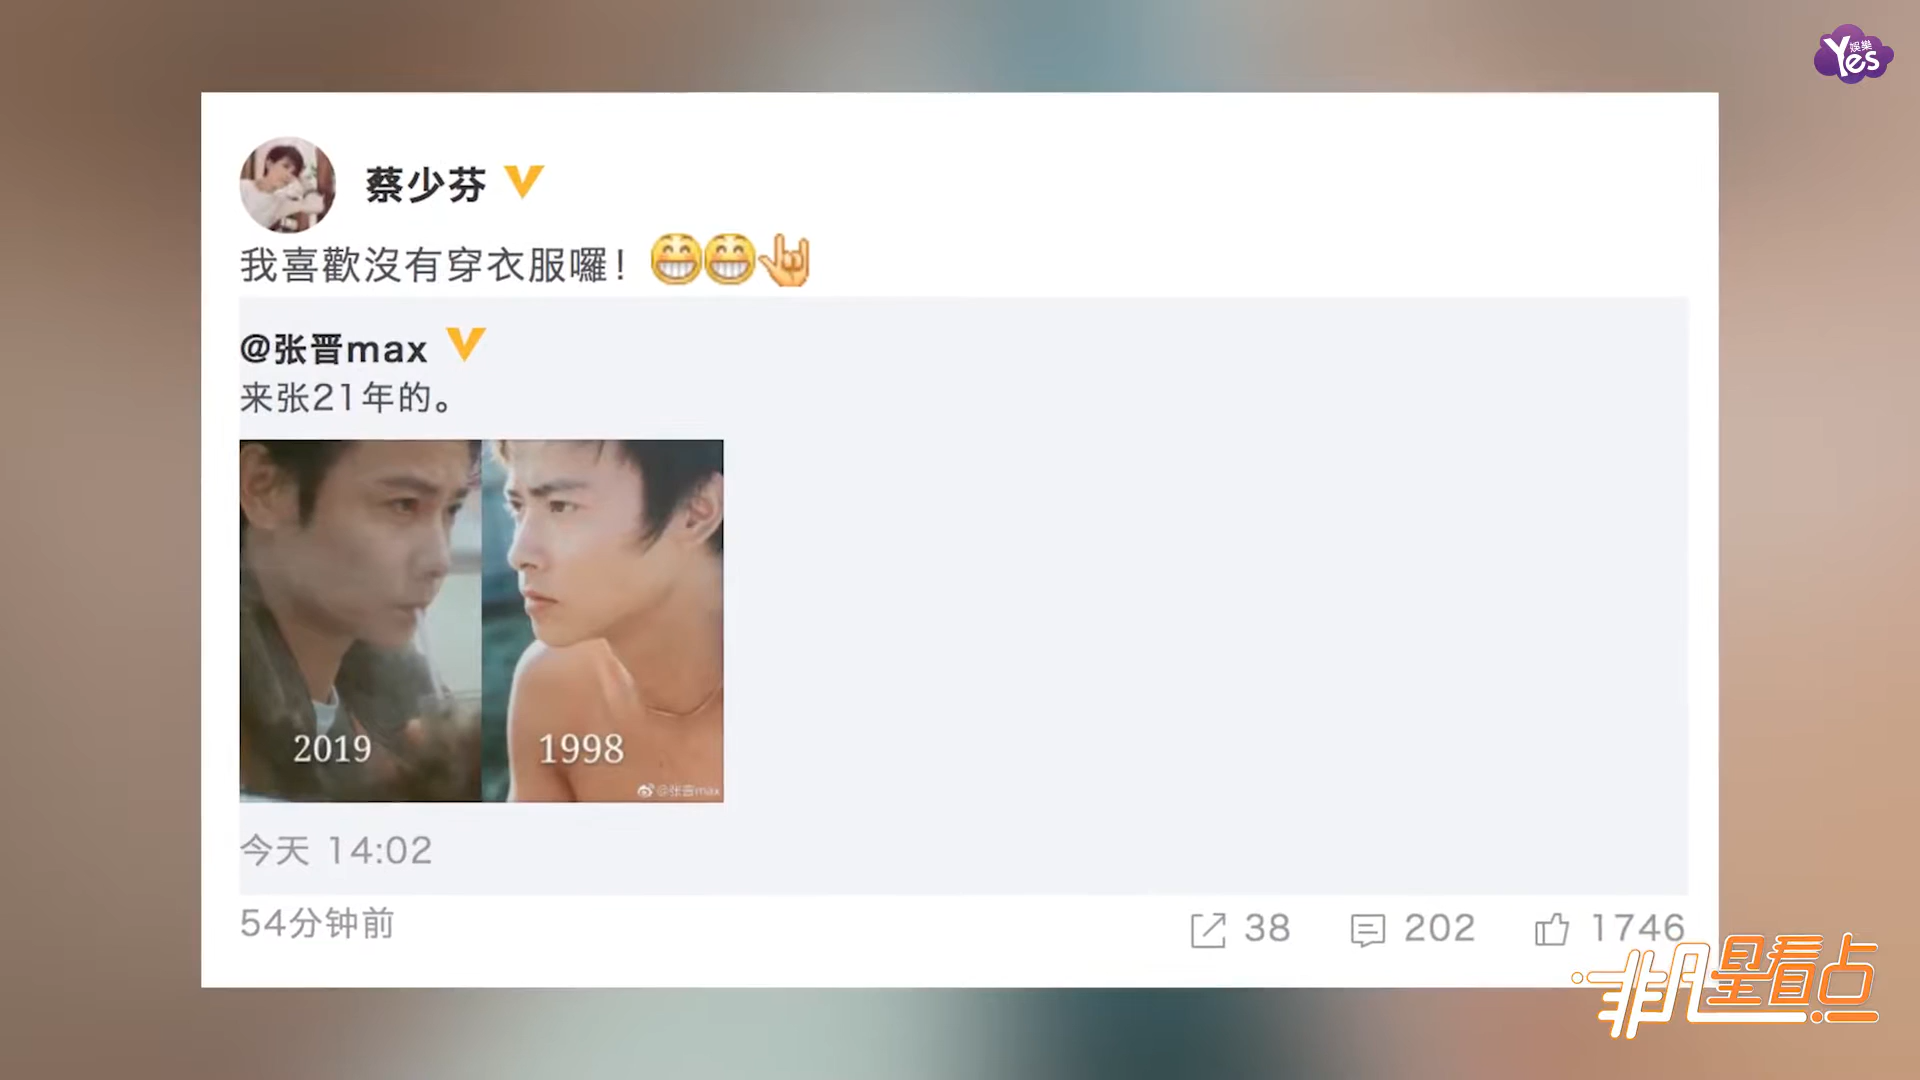 Yes
娛樂
蔡少芬
我喜歡沒有穿衣服囉！
@张晋max
来张21年的。
2019
1998
@张晋max
今天 14:02
54分钟前
38
202
1746
非凡星看点